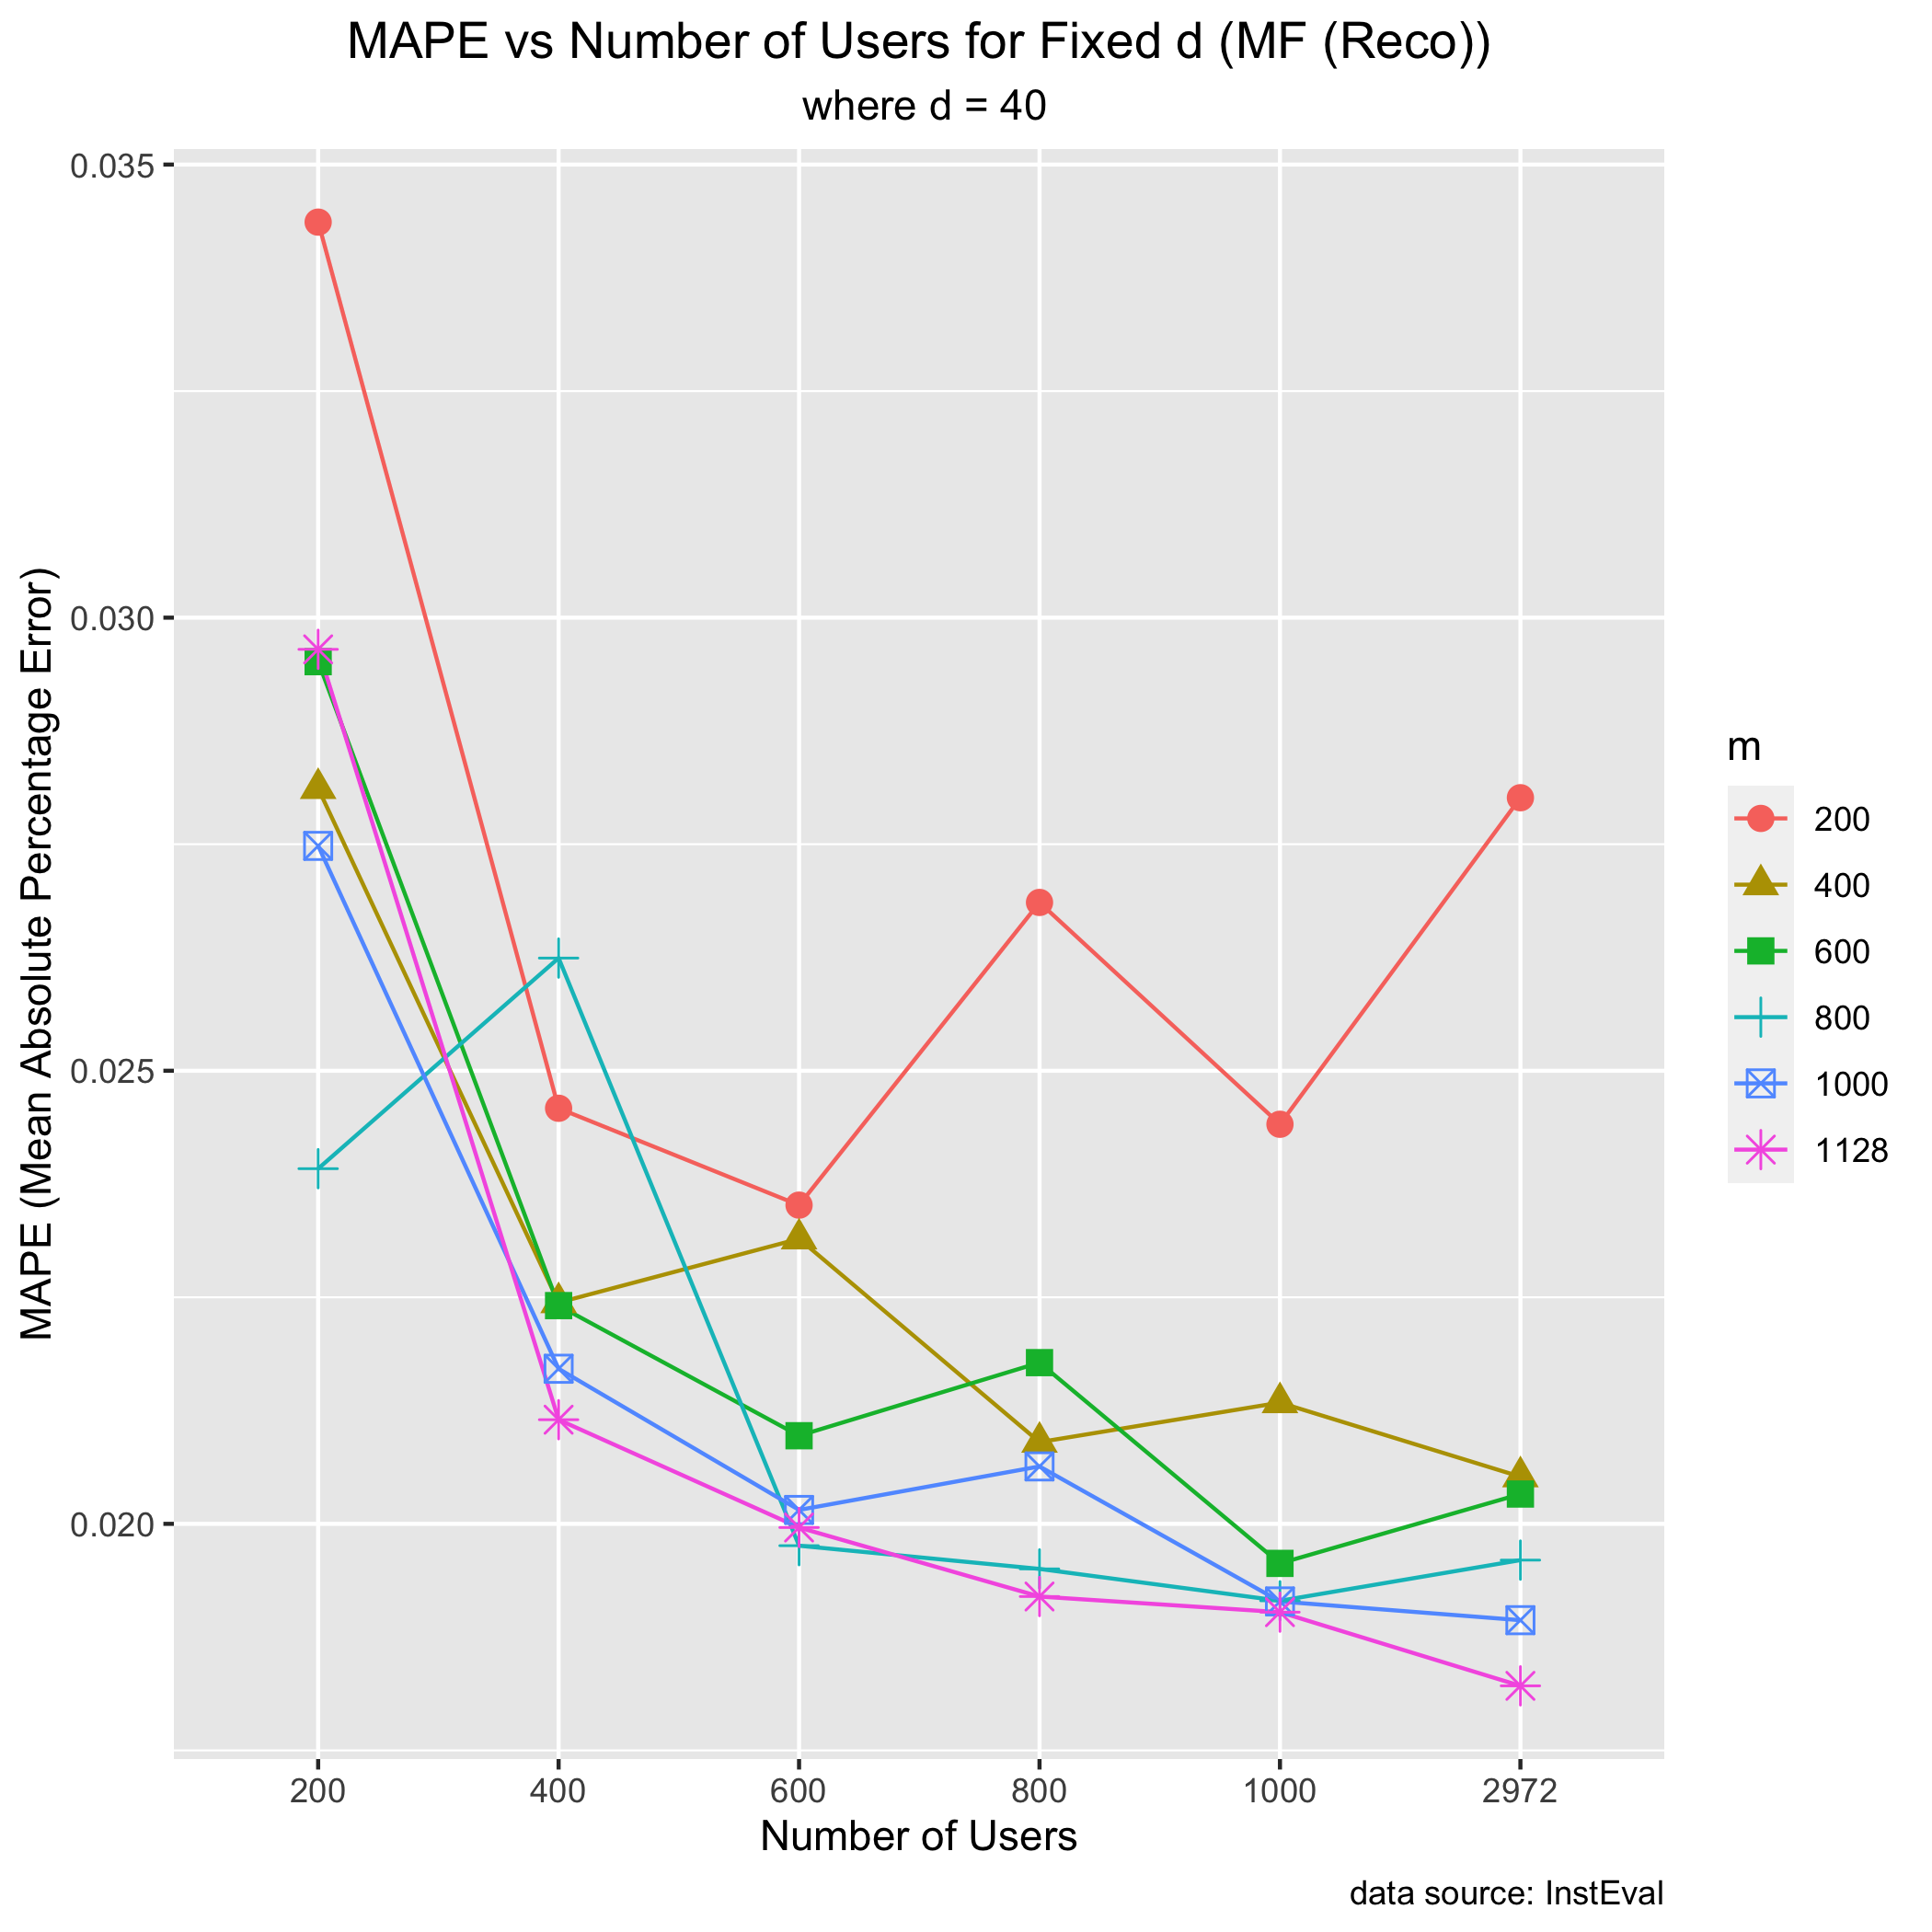 MAPE vs Number of Users for Fixed d (MF (Reco))
where d = 40
MAPE (Mean Absolute Percentage Error)
0.035
0.030
0.025
0.020
200 400 600 800 1000 2972
Number of Users
m
200
400
600
800
1000
1128
data source: InstEval